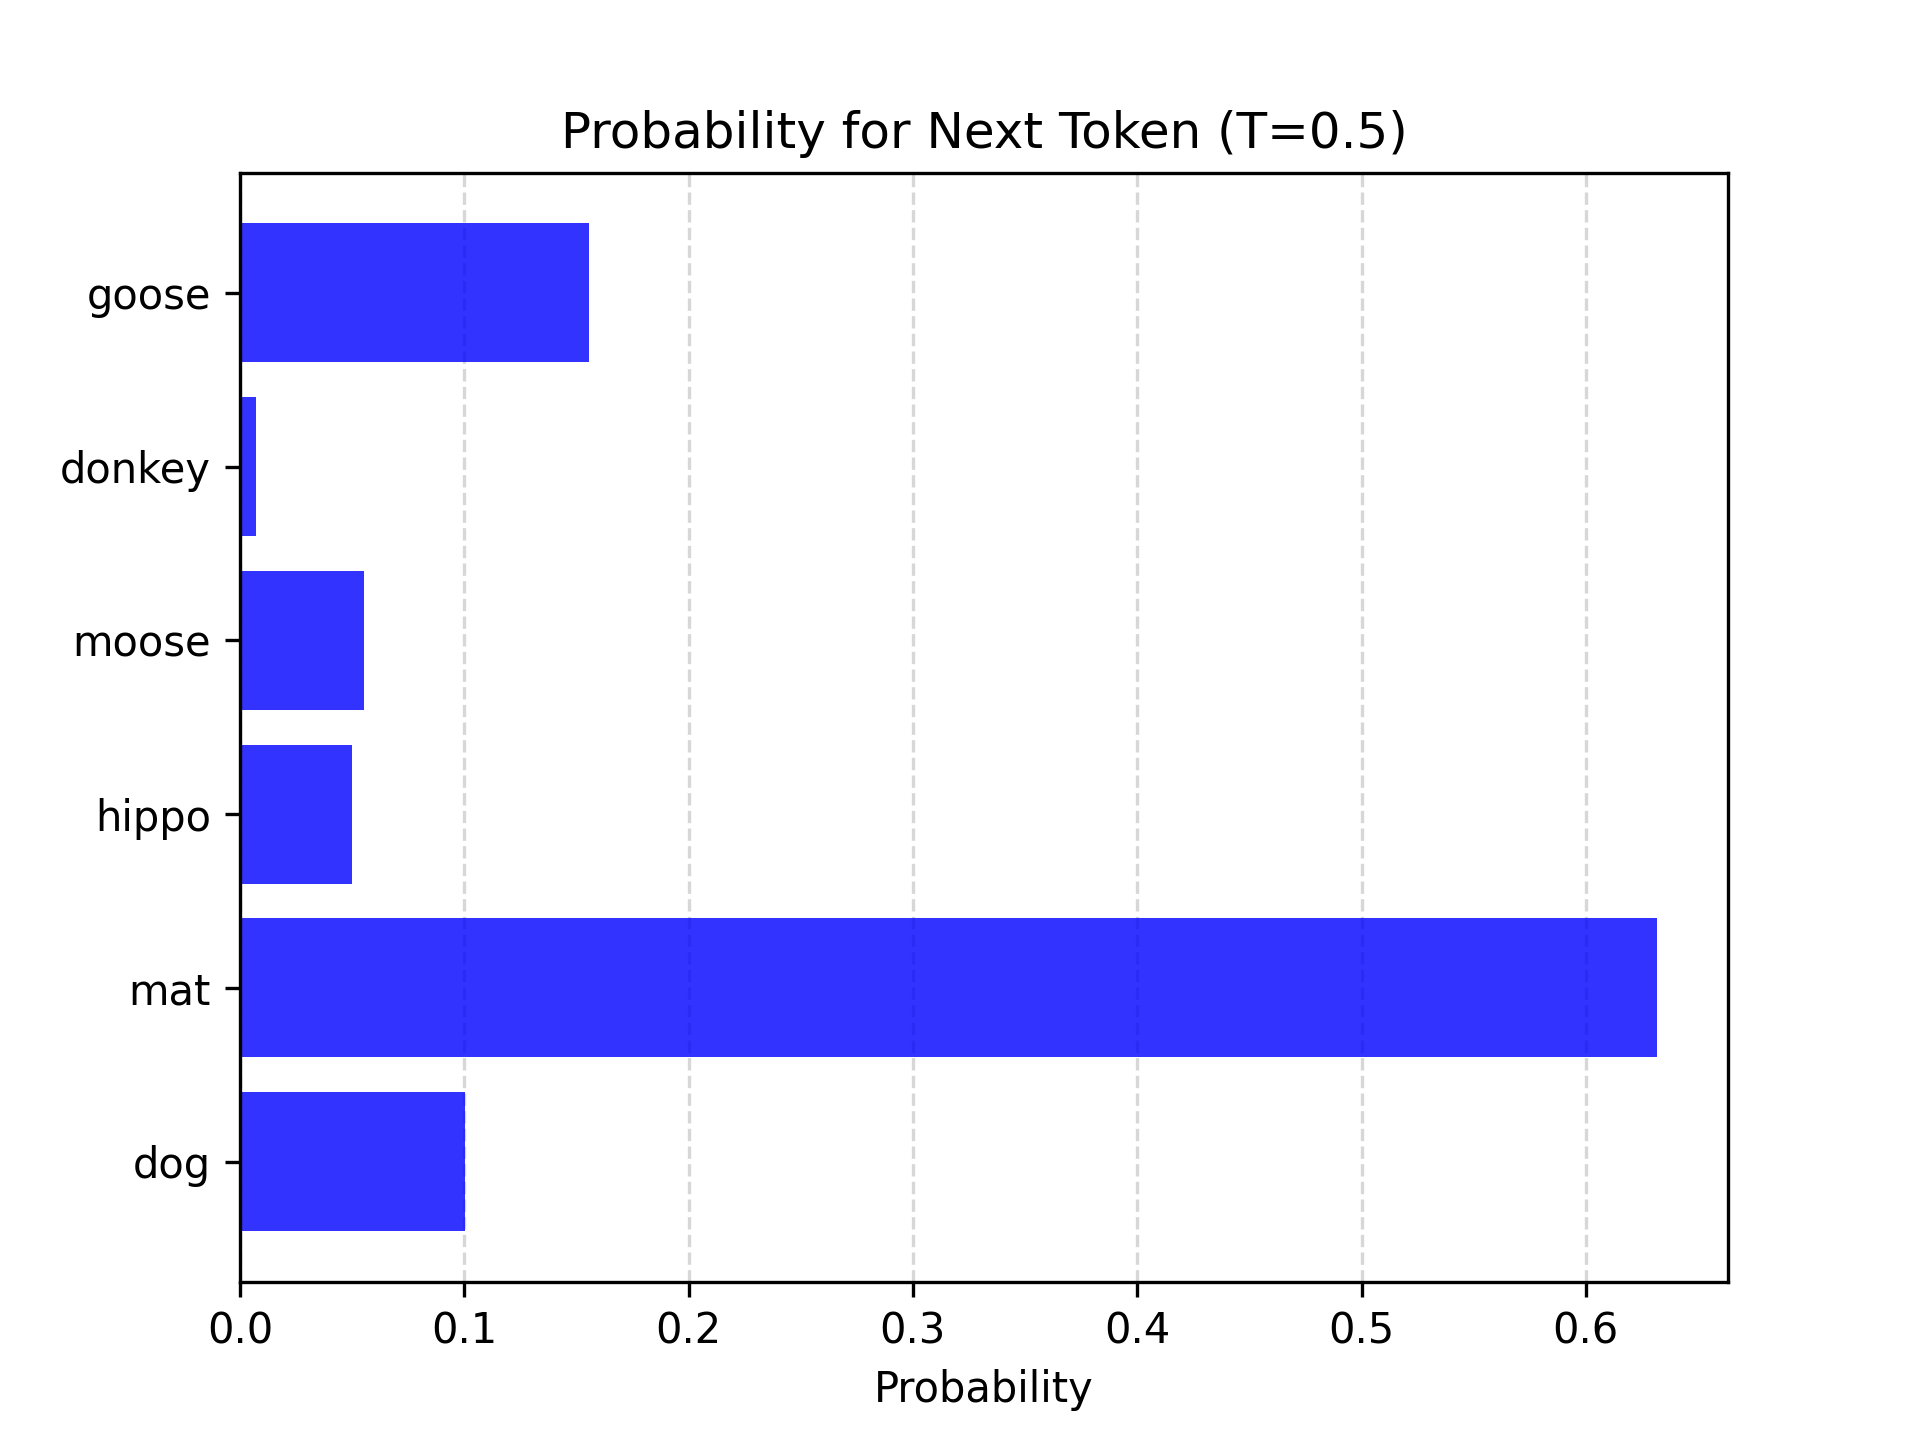 Probability for Next Token (T=0.5)
goose
donkey
moose
hippo
mat
dog
0.0 0.1 0.2 0.3 0.4 0.5 0.6
Probability